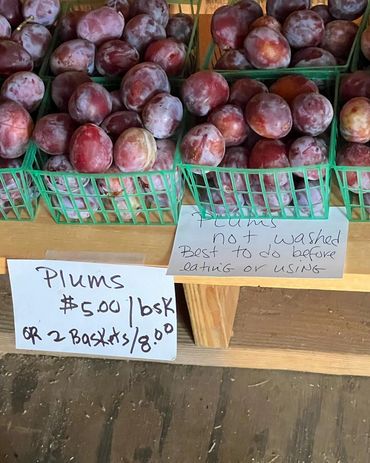 Plums
$5.00/bsk
OR 2 Baskets/8.00
Plums
not washed
Best to do before
eating or using